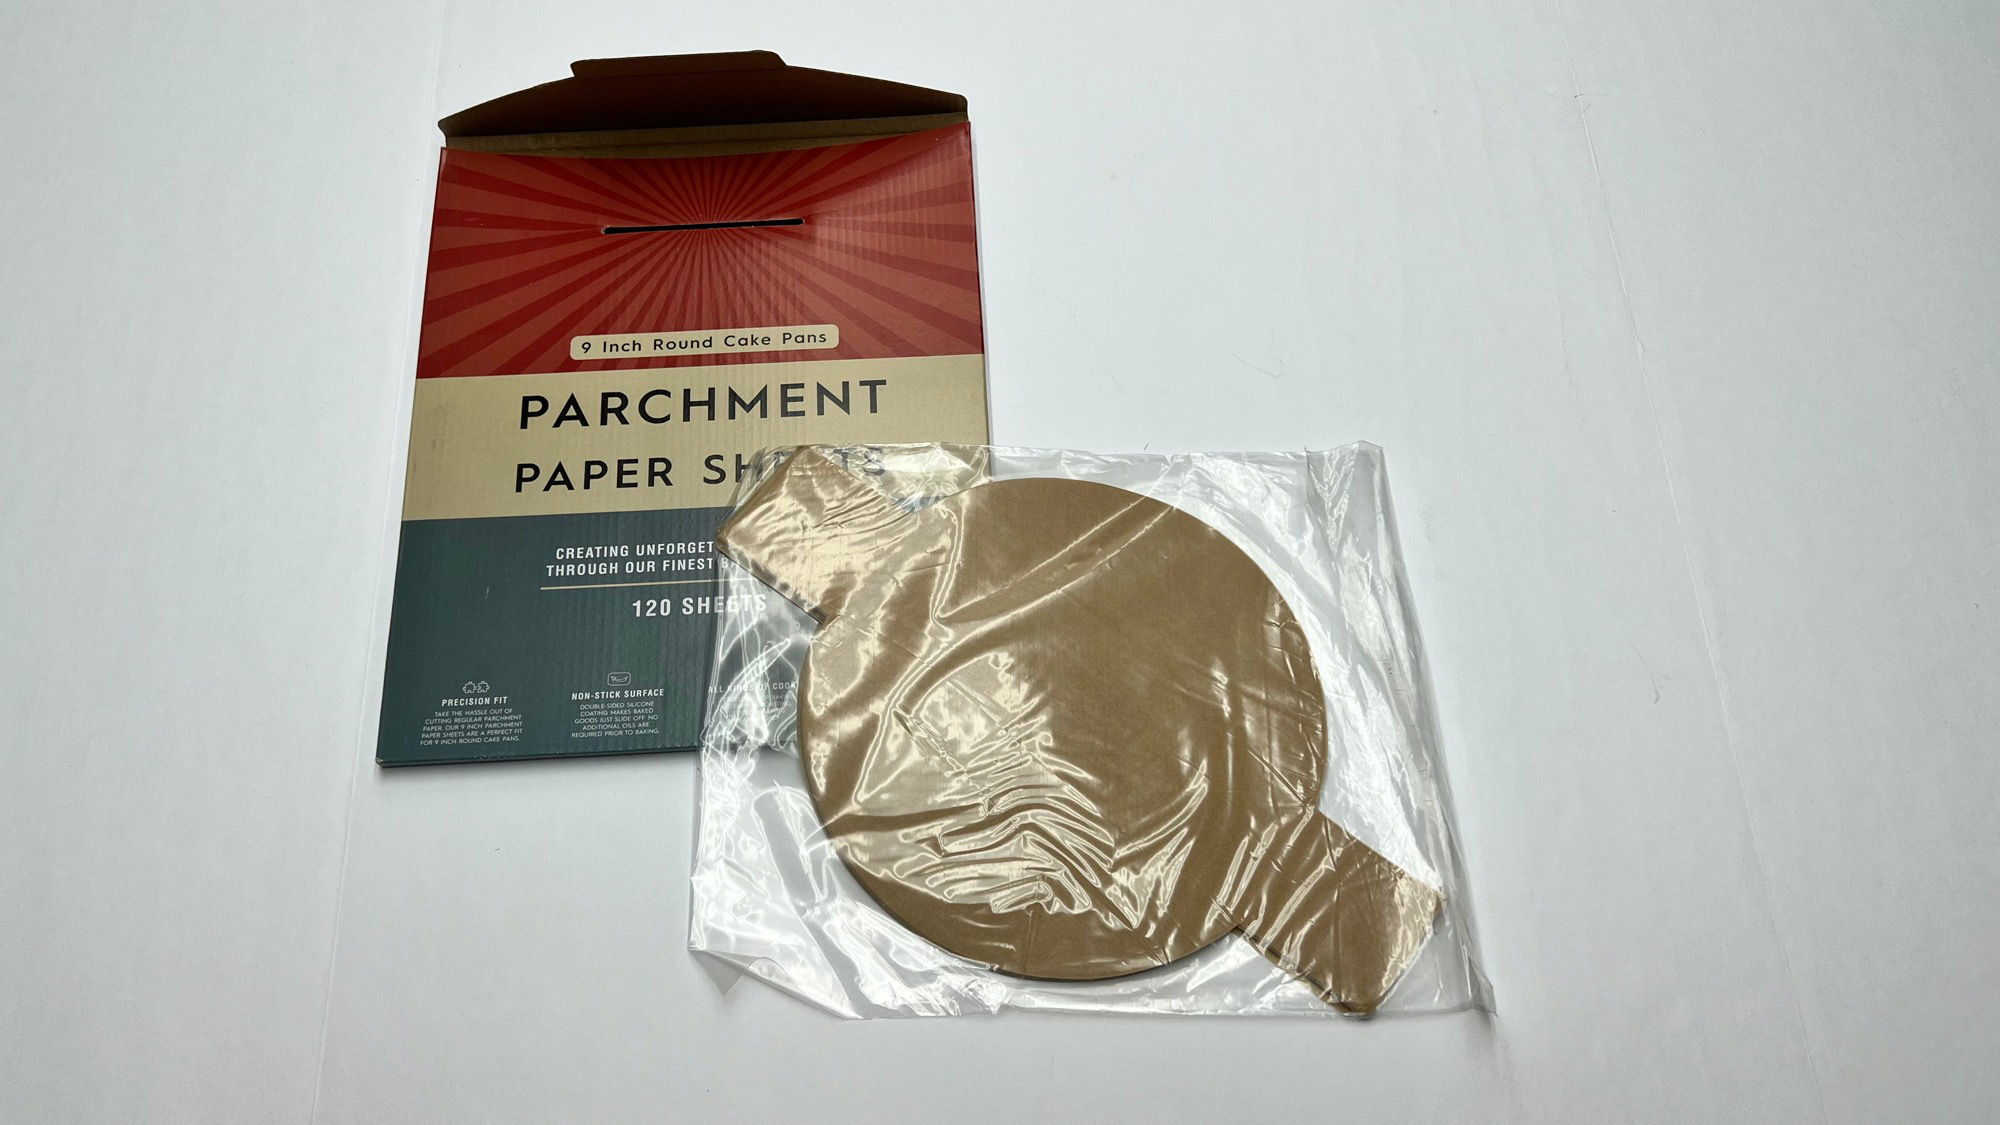 9 Inch Round Cake Pans
PARCHMENT
PAPER SHEETS
CREATING UNFORGET
THROUGH OUR FINEST
120 SHEETS
PRECISION FIT
TAKE THE HASSLE OUT OF
CUTTING REGULAR PARCHMENT
PAPER. OUR 9 INCH PARCHMENT
PAPER SHEETS ARE A PERFECT FIT
FOR 9 INCH ROUND CAKE PANS.
NON-STICK SURFACE
DOUBLE-SIDED SILICONE
COATING MAKES BAKED
GOODS JUST SLIDE OFF. NO
ADDITIONAL OILS ARE
REQUIRED PRIOR TO BAKING.
ALL KINDS OF COOK